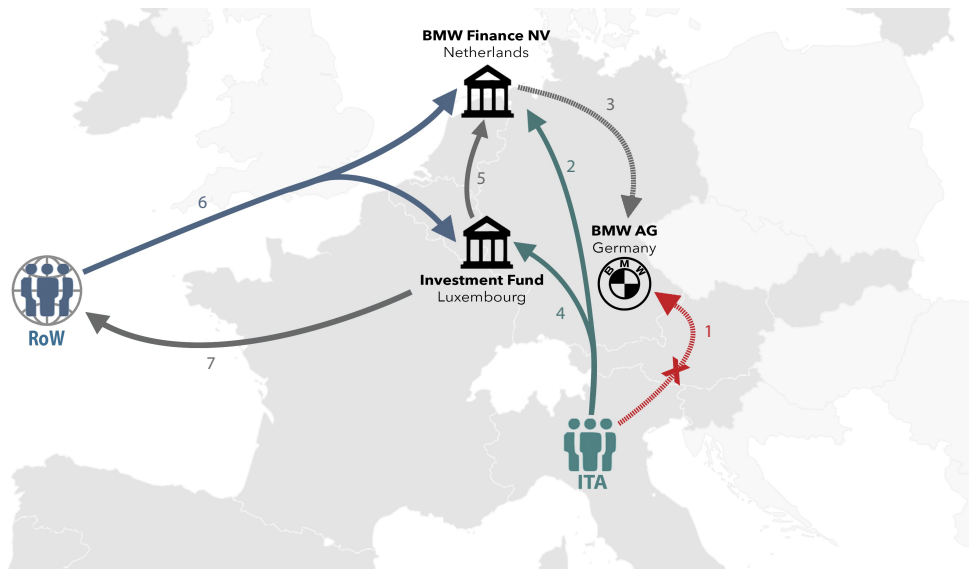 BMW Finance NV
Netherlands
3
2
5
6
BMW AG
Germany
BMW
Investment Fund
Luxembourg
4
1
RoW
7
ITA